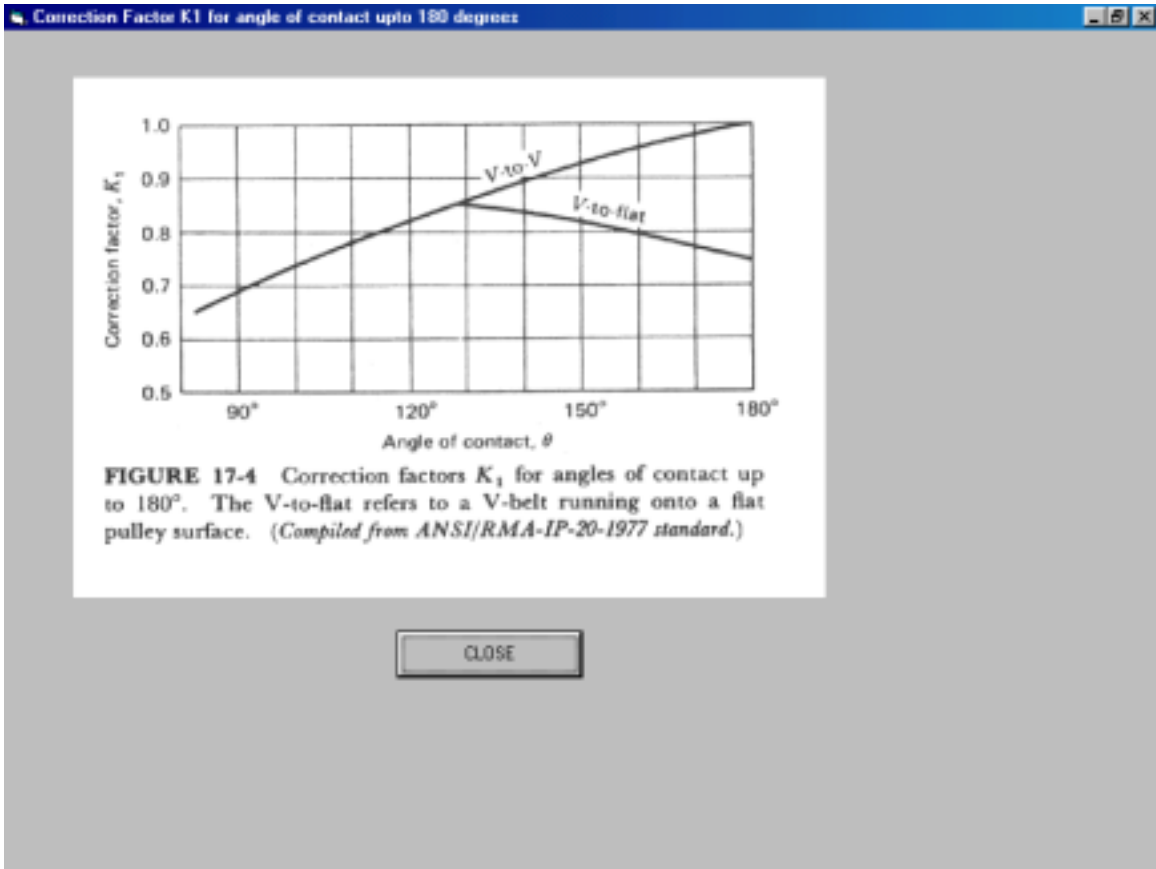 Correction Factor K1 for angle of contact upto 180 degrees
1.0
0.9
0.8
0.7
0.6
0.5
Correction factor, K₁
V-to-V
V-to-flat
90° 120° 150° 180°
Angle of contact, θ
FIGURE 17-4 Correction factors K₁ for angles of contact up
to 180°. The V-to-flat refers to a V-belt running onto a flat
pulley surface. (Compiled from ANSI/RMA-IP-20-1977 standard.)
CLOSE